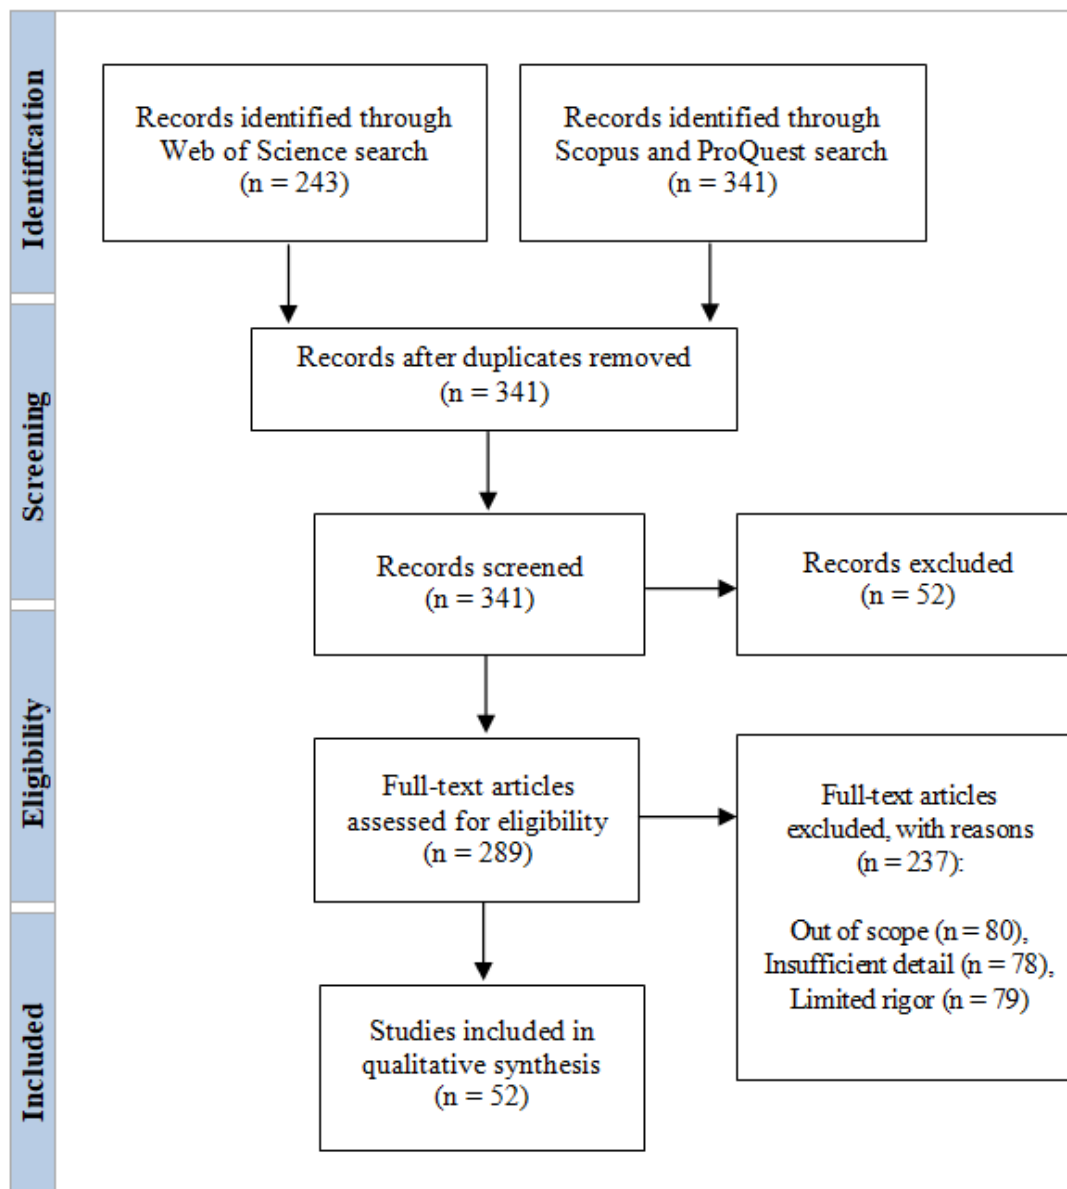 Identification
Records identified through
Web of Science search
(n = 243)
Records identified through
Scopus and ProQuest search
(n = 341)
Screening
Records after duplicates removed
(n = 341)
Records screened
(n = 341)
Records excluded
(n = 52)
Eligibility
Full-text articles
assessed for eligibility
(n = 289)
Full-text articles
excluded, with reasons
(n = 237):
Out of scope (n = 80),
Insufficient detail (n = 78),
Limited rigor (n = 79)
Included
Studies included in
qualitative synthesis
(n = 52)